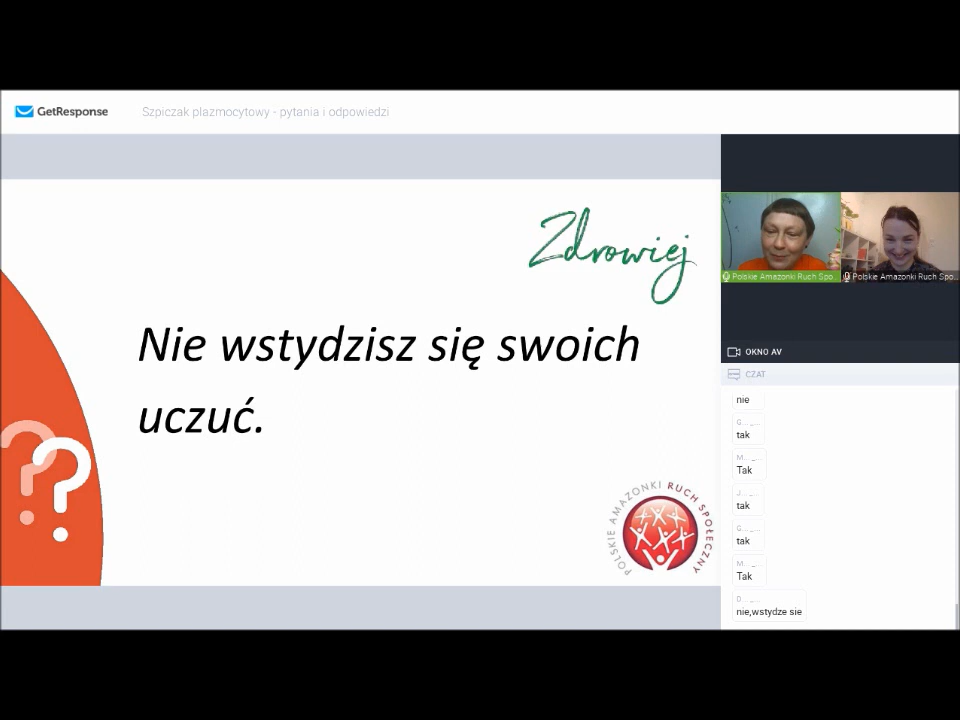 GetResponse
Szpiczak plazmocytowy - pytania i odpowiedzi
Zdrowiej
Nie wstydzisz się swoich
uczuć.
??
POLSKIE AMAZONKI RUCH SPOŁECZNY
Polskie Amazonki Ruch Spo...
Polskie Amazonki Ruch Spo...
OKNO AV
CZAT
nie
G... _...
tak
M... _...
Tak
J... _...
tak
G... _...
tak
M... _...
Tak
D... _...
nie,wstydze sie